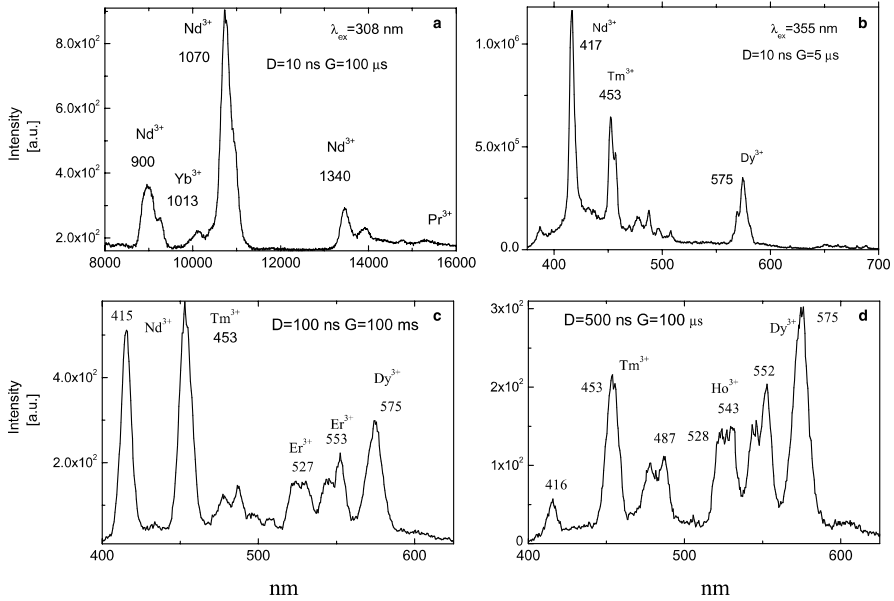 a
Nd3+
1070
λex=308 nm
D=10 ns G=100 μs
Nd3+
900
Yb3+
1013
Nd3+
1340
Pr3+
8.0x10²
6.0x10²
4.0x10²
2.0x10²
Intensity
[a.u.]
8000 10000 12000 14000 16000
b
Nd3+
417
λex=355 nm
D=10 ns G=5 μs
Tm3+
453
Dy3+
575
1.0x10⁶
5.0x10⁵
0.0
400 500 600 700
c
415
Nd3+
Tm3+
453
D=100 ns G=100 ms
Dy3+
575
Er3+
553
Er3+
527
4.0x10²
2.0x10²
Intensity
[a.u.]
400 500 600
nm
d
D=500 ns G=100 μs
Dy3+
575
Tm3+
453
552
Ho3+
543
528
487
416
3x10²
2x10²
1x10²
0
400 500 600
nm